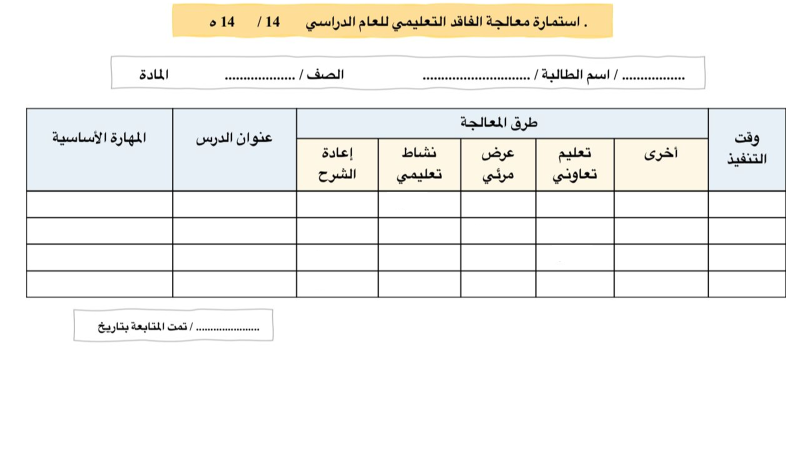 . استمارة معالجة الفاقد التعليمي للعام الدراسي 14 / 14 ه
................ / اسم الطالبة / ............................. الصف / ................... المادة
المهارة الأساسية
عنوان الدرس
طرق المعالجة
إعادة الشرح
نشاط تعليمي
عرض مرئي
تعليم تعاوني
أخرى
وقت التنفيذ
...................... / تمت المتابعة بتاريخ